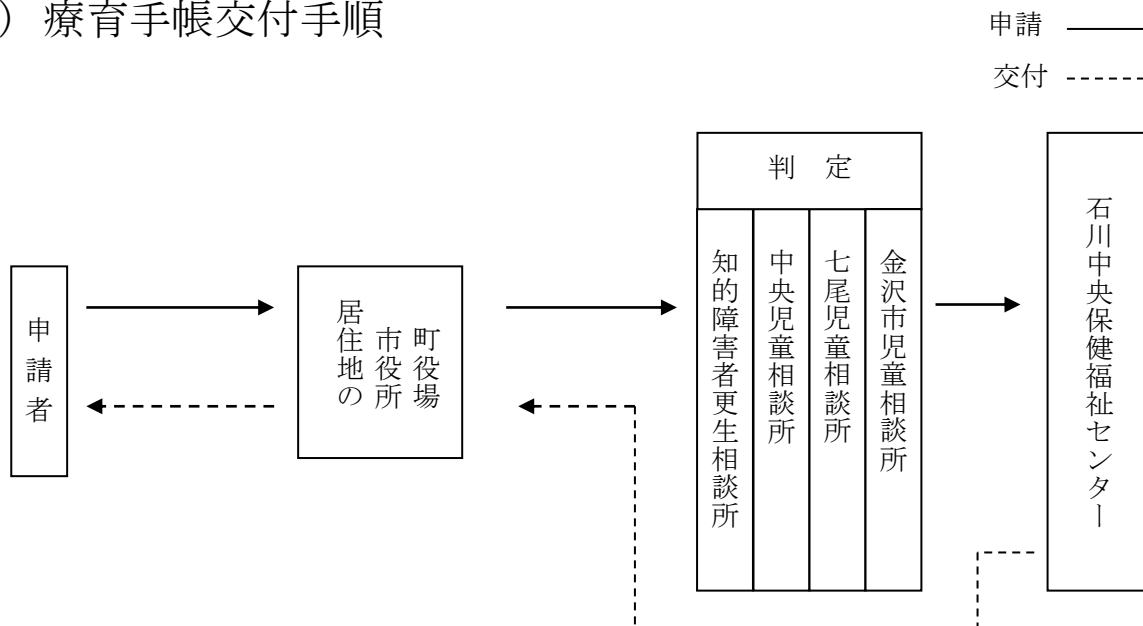 ）療育手帳交付手順
申請
交付
申請者
居住地の
市役所
町役場
判　定
知的障害者更生相談所
中央児童相談所
七尾児童相談所
金沢市児童相談所
石川中央保健福祉センター